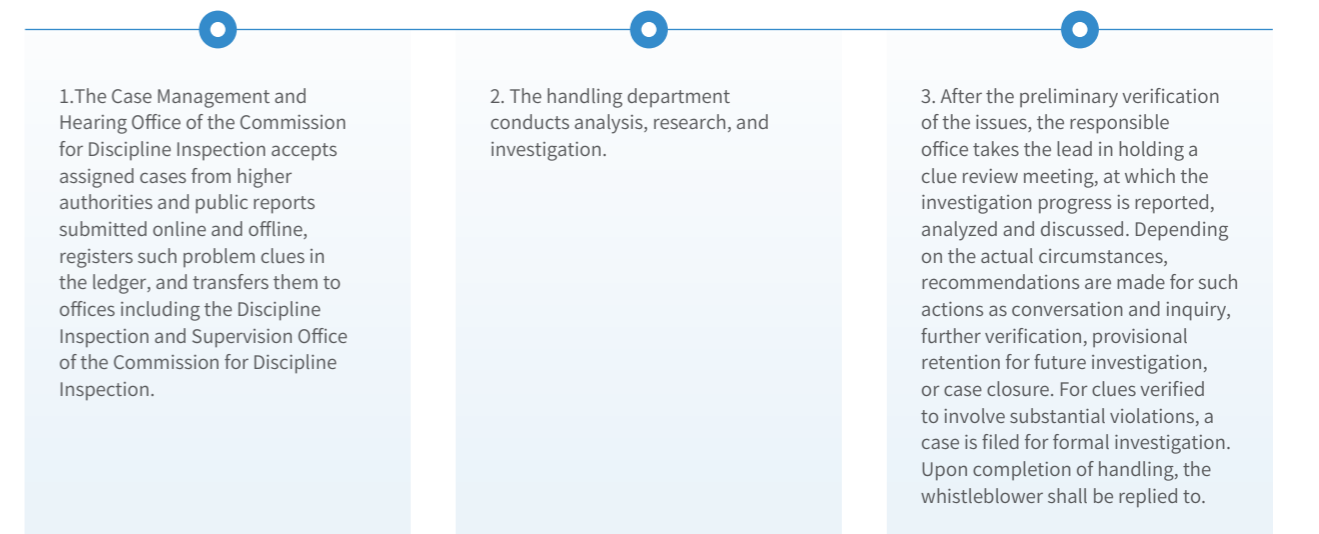 1.The Case Management and
Hearing Office of the Commission
for Discipline Inspection accepts
assigned cases from higher
authorities and public reports
submitted online and offline,
registers such problem clues in
the ledger, and transfers them to
offices including the Discipline
Inspection and Supervision Office
of the Commission for Discipline
Inspection.
2. The handling department
conducts analysis, research, and
investigation.
3. After the preliminary verification
of the issues, the responsible
office takes the lead in holding a
clue review meeting, at which the
investigation progress is reported,
analyzed and discussed. Depending
on the actual circumstances,
recommendations are made for such
actions as conversation and inquiry,
further verification, provisional
retention for future investigation,
or case closure. For clues verified
to involve substantial violations, a
case is filed for formal investigation.
Upon completion of handling, the
whistleblower shall be replied to.